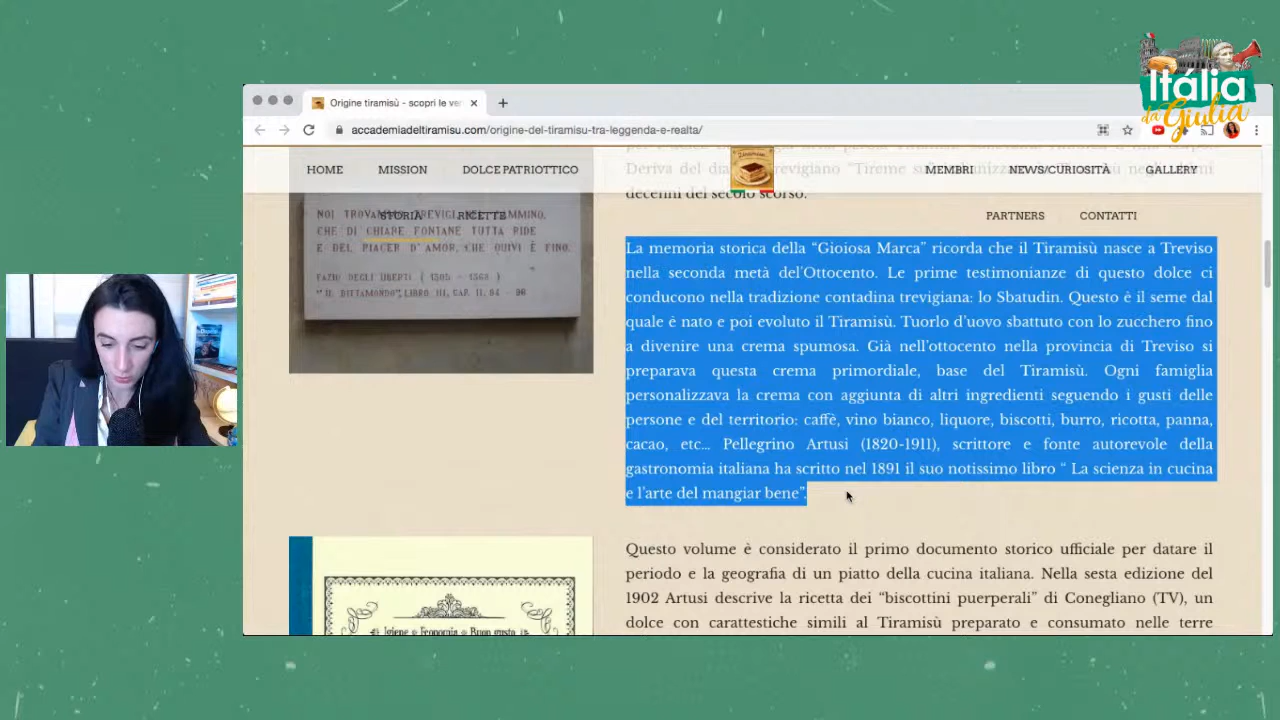 Itália
da Giulia
Origine tiramisù - scopri le ver
accademiadeltiramisu.com/origine-del-tiramisu-tra-leggenda-e-realta/
HOME MISSION DOLCE PATRIOTTICO MEMBRI NEWS/CURIOSITÀ GALLERY
STORIA RICETTE PARTNERS CONTATTI
Deriva del
decenni del secolo scorso.
CHE DI CHIARE FONTANE TUTTA RIDE
E DEL PIACER D'AMOR, CHE QUIVI È FINO.
FAZIO DEGLI UBERTI
"IL DITTAMONDO", LIBRO III, CAP. II.
La memoria storica della “Gioiosa Marca” ricorda che il Tiramisù nasce a Treviso
nella seconda metà del’Ottocento. Le prime testimonianze di questo dolce ci
conducono nella tradizione contadina trevigiana: lo Sbatudin. Questo è il seme dal
quale è nato e poi evoluto il Tiramisù. Tuorlo d’uovo sbattuto con lo zucchero fino
a divenire una crema spumosa. Già nell’ottocento nella provincia di Treviso si
preparava questa crema primordiale, base del Tiramisù. Ogni famiglia
personalizzava la crema con aggiunta di altri ingredienti seguendo i gusti delle
persone e del territorio: caffè, vino bianco, liquore, biscotti, burro, ricotta, panna,
cacao, etc… Pellegrino Artusi (1820-1911), scrittore e fonte autorevole della
gastronomia italiana ha scritto nel 1891 il suo notissimo libro “ La scienza in cucina
e l’arte del mangiar bene”.
Questo volume è considerato il primo documento storico ufficiale per datare il
periodo e la geografia di un piatto della cucina italiana. Nella sesta edizione del
1902 Artusi descrive la ricetta dei “biscottini puerperali” di Conegliano (TV), un
dolce con carattestiche simili al Tiramisù preparato e consumato nelle terre
Igiene - Economia - Buon gusto